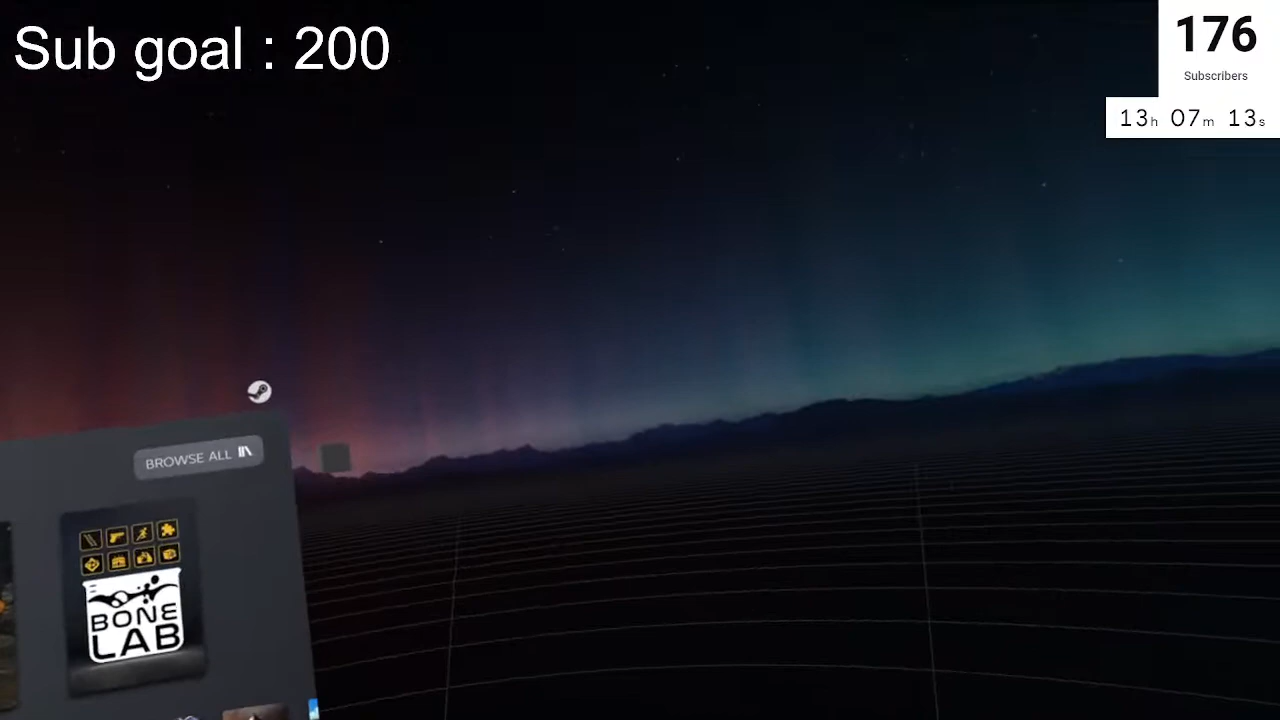 Sub goal : 200
176
Subscribers
13h 07m 13s
BROWSE ALL
BONE
LAB